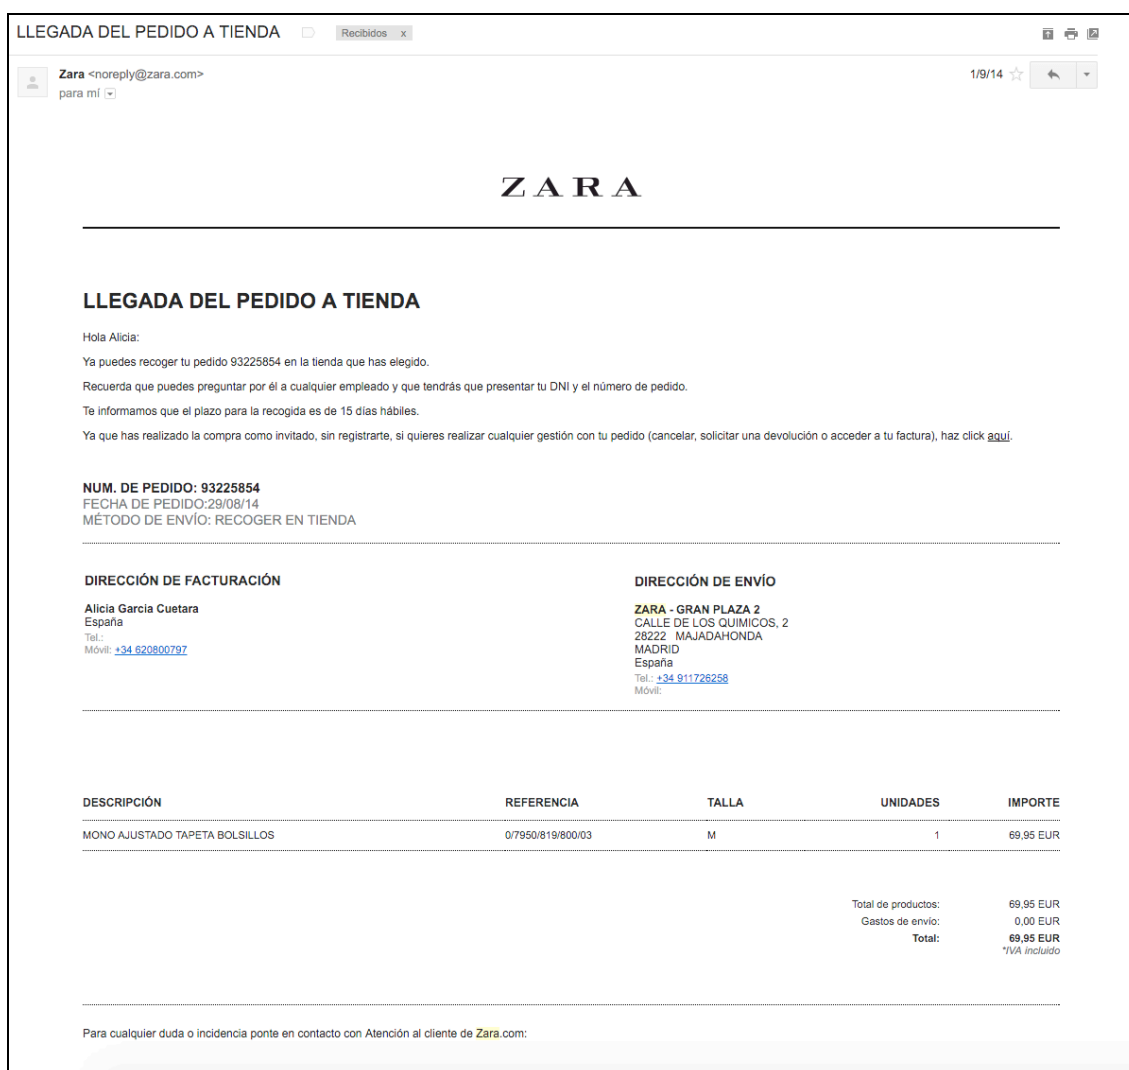 LLEGADA DEL PEDIDO A TIENDA Recibidos x
Zara <noreply@zara.com> 1/9/14
para mí
ZARA
LLEGADA DEL PEDIDO A TIENDA
Hola Alicia:
Ya puedes recoger tu pedido 93225854 en la tienda que has elegido.
Recuerda que puedes preguntar por él a cualquier empleado y que tendrás que presentar tu DNI y el número de pedido.
Te informamos que el plazo para la recogida es de 15 días hábiles.
Ya que has realizado la compra como invitado, sin registrarte, si quieres realizar cualquier gestión con tu pedido (cancelar, solicitar una devolución o acceder a tu factura), haz click aquí.
NUM. DE PEDIDO: 93225854
FECHA DE PEDIDO:29/08/14
MÉTODO DE ENVÍO: RECOGER EN TIENDA
DIRECCIÓN DE FACTURACIÓN
Alicia Garcia Cuetara
España
Tel.:
Móvil: +34 620800797
DIRECCIÓN DE ENVÍO
ZARA - GRAN PLAZA 2
CALLE DE LOS QUIMICOS, 2
28222 MAJADAHONDA
MADRID
España
Tel.: +34 911726258
Móvil:
DESCRIPCIÓN REFERENCIA TALLA UNIDADES IMPORTE
MONO AJUSTADO TAPETA BOLSILLOS 0/7950/819/800/03 M 1 69,95 EUR
Total de productos: 69,95 EUR
Gastos de envío: 0,00 EUR
Total: 69,95 EUR
*IVA incluido
Para cualquier duda o incidencia ponte en contacto con Atención al cliente de Zara.com: